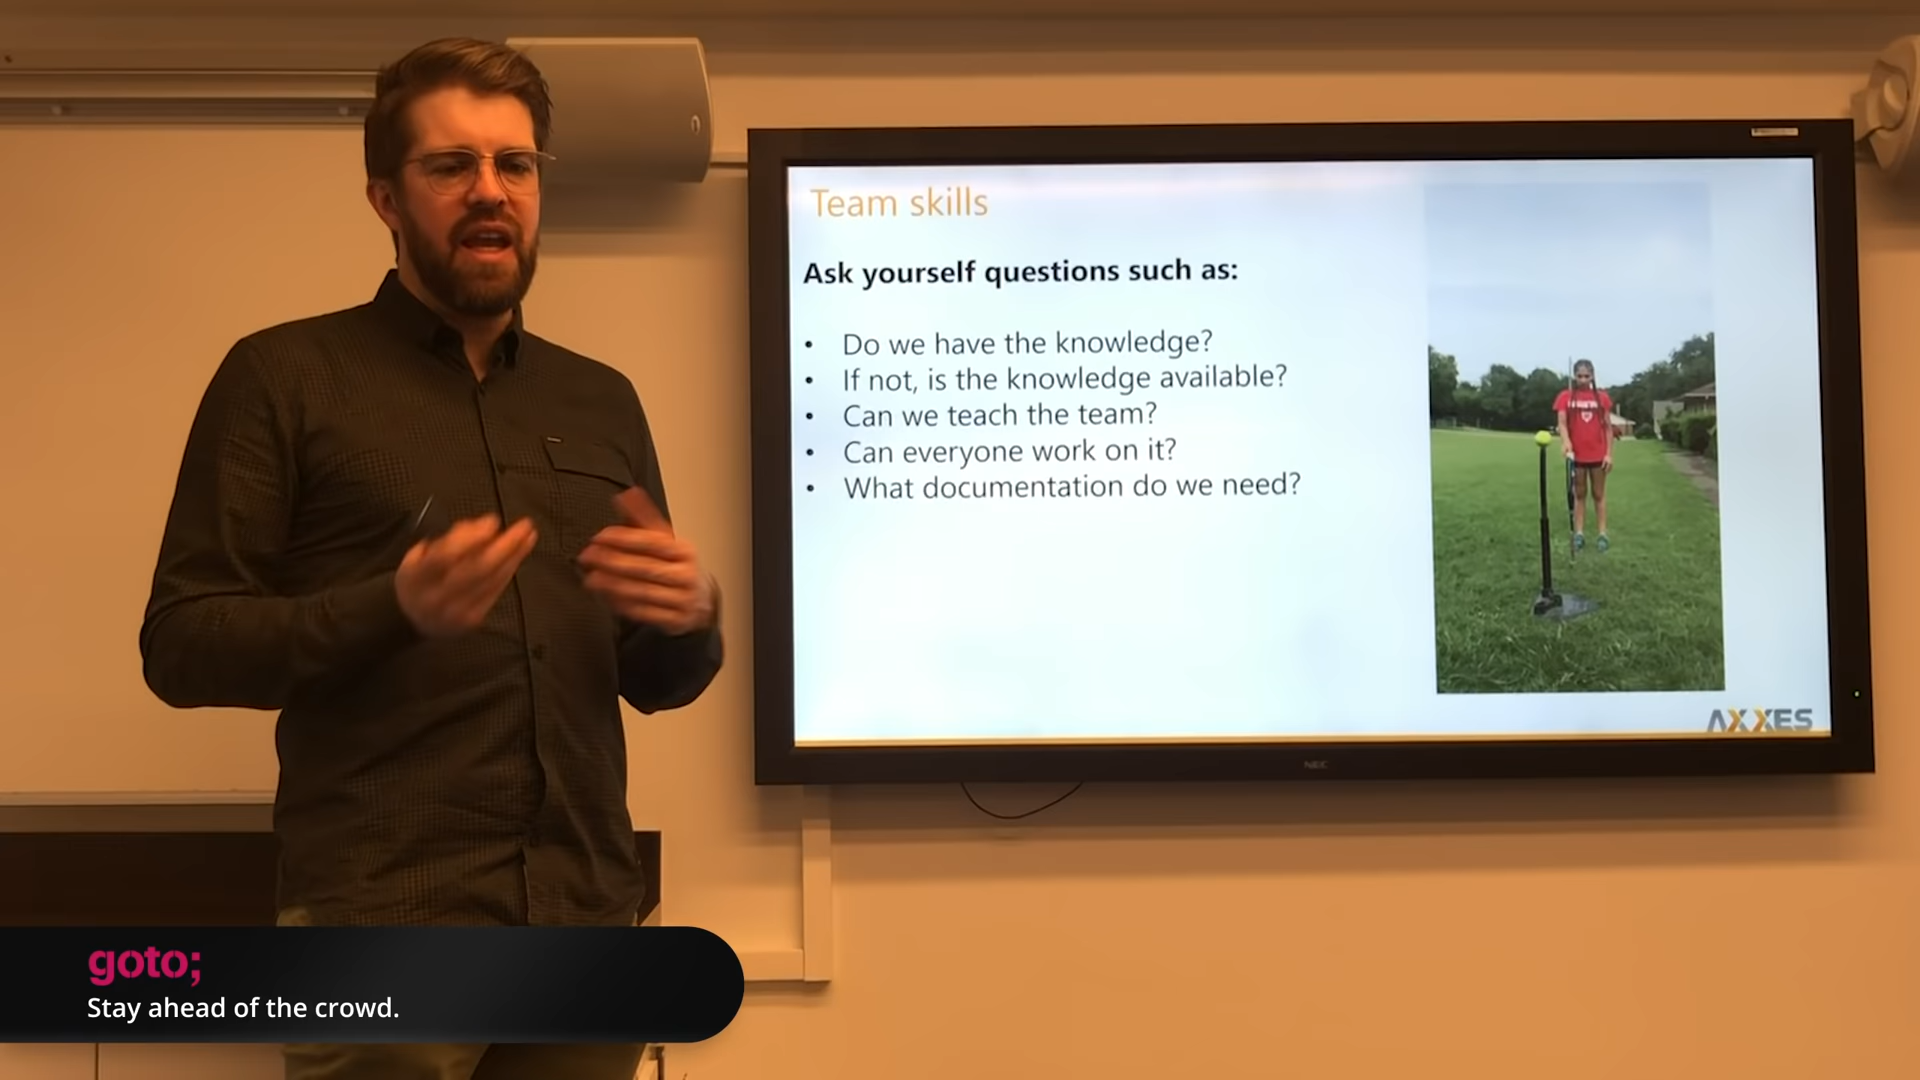 Team skills
Ask yourself questions such as:
• Do we have the knowledge?
• If not, is the knowledge available?
• Can we teach the team?
• Can everyone work on it?
• What documentation do we need?
AXXES
NEC
goto;
Stay ahead of the crowd.